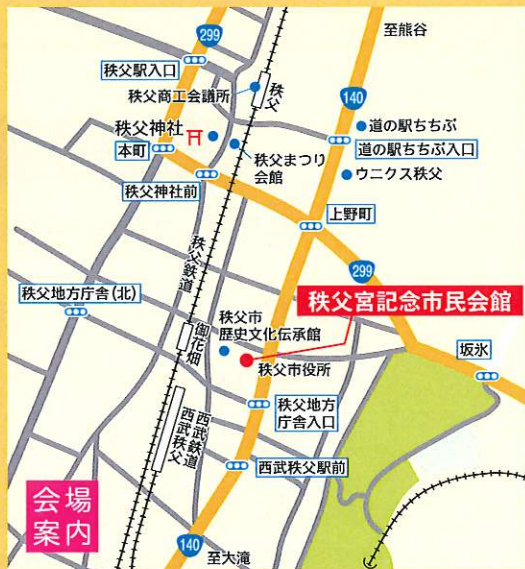 299
至熊谷
秩父駅入口
秩父商工会議所
秩父
140
道の駅ちちぶ
秩父神社
道の駅ちちぶ入口
本町
秩父まつり
会館
ウニクス秩父
秩父神社前
上野町
秩父鉄道
299
秩父地方庁舎(北)
秩父宮記念市民会館
御花畑
秩父市
歴史文化伝承館
坂氷
秩父市役所
秩父地方
庁舎入口
西武鉄道
西武秩父
西武秩父駅前
会場
案内
140
至大滝